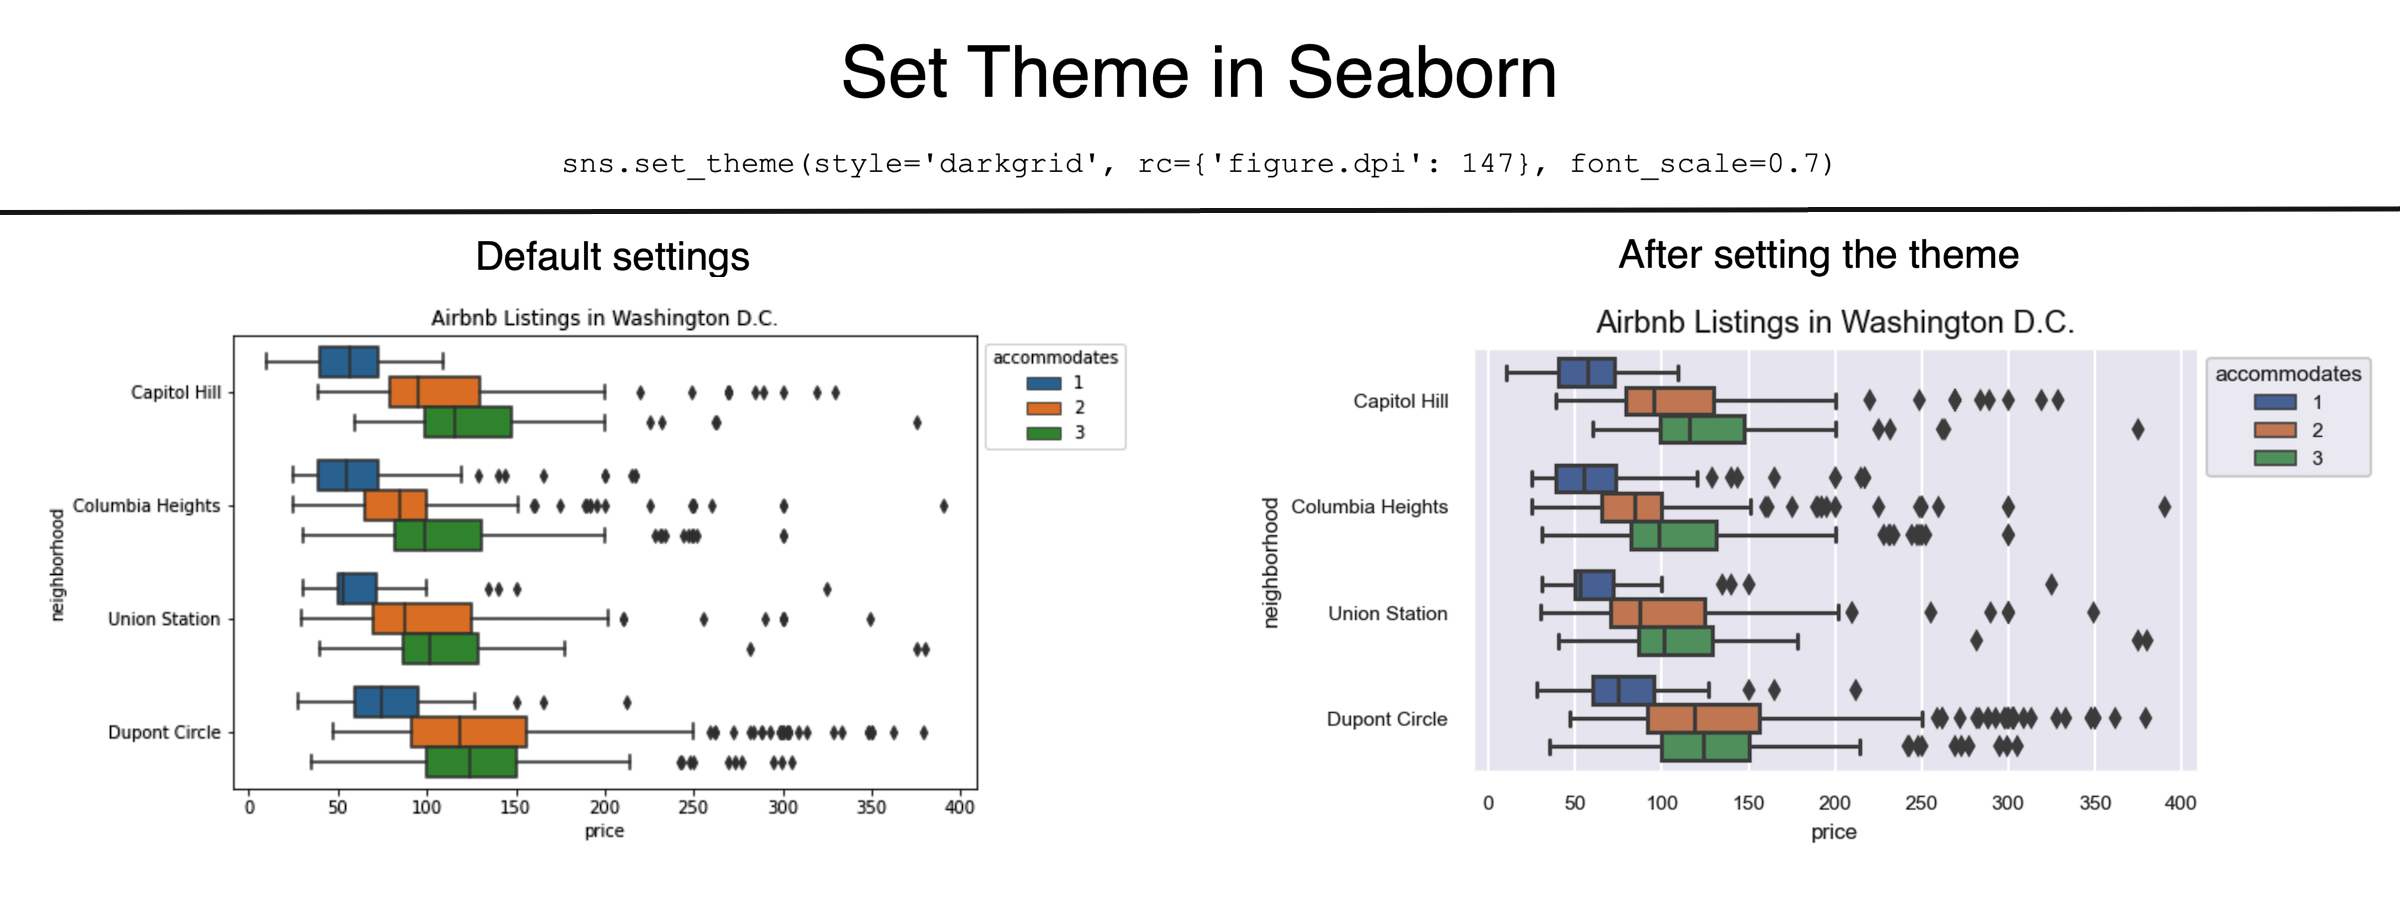 Set Theme in Seaborn
sns.set_theme(style='darkgrid', rc={'figure.dpi': 147}, font_scale=0.7)
Default settings
Airbnb Listings in Washington D.C.
accommodates
1
2
3
neighborhood
Capitol Hill
Columbia Heights
Union Station
Dupont Circle
0 50 100 150 200 250 300 350 400
price
After setting the theme
Airbnb Listings in Washington D.C.
accommodates
1
2
3
neighborhood
Capitol Hill
Columbia Heights
Union Station
Dupont Circle
0 50 100 150 200 250 300 350 400
price